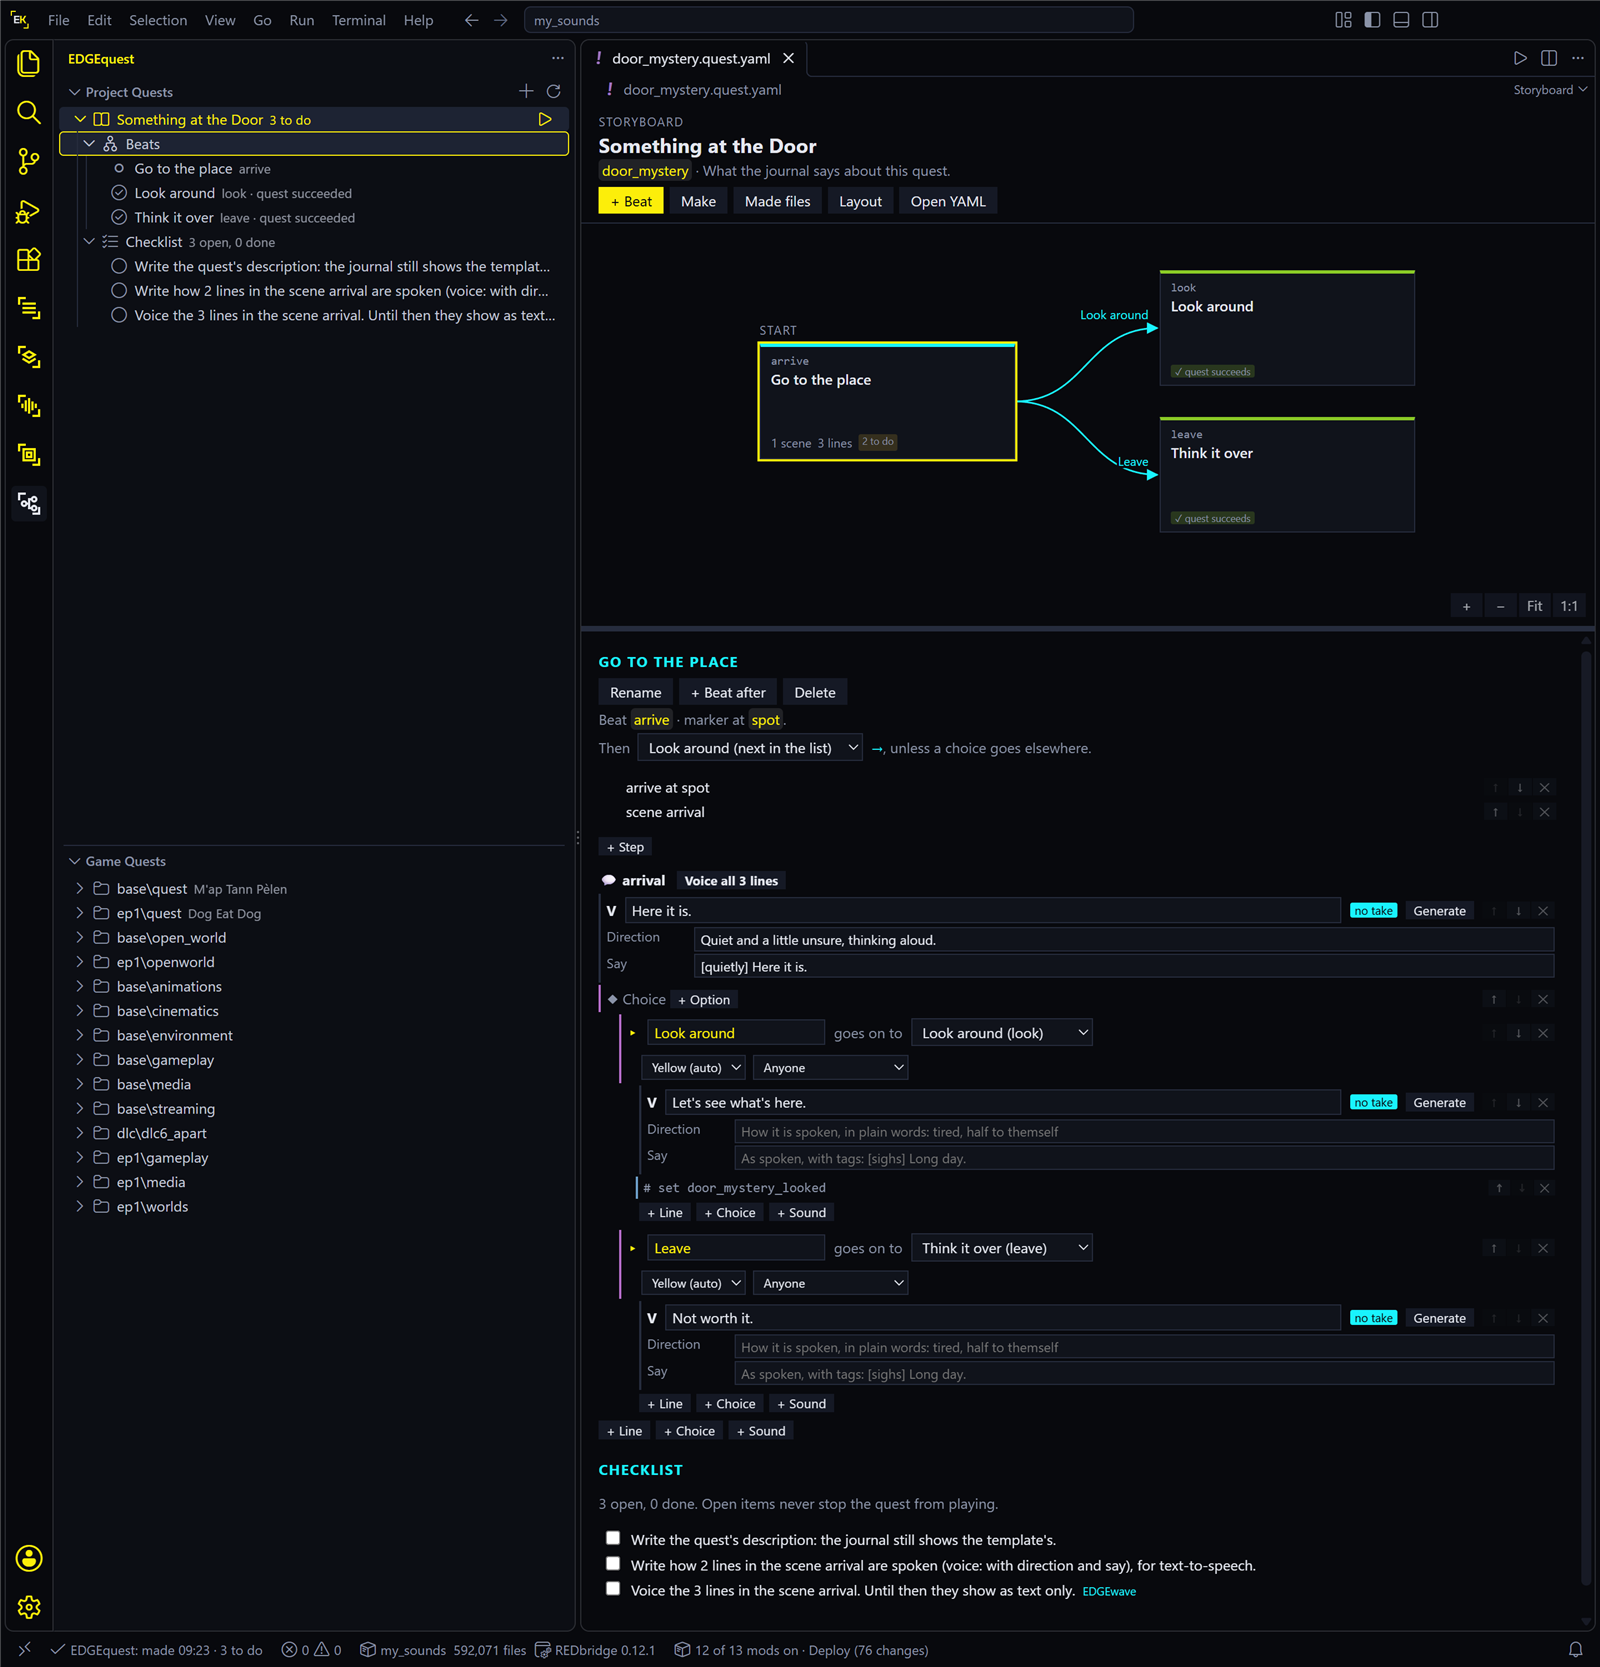 EK File Edit Selection View Go Run Terminal Help my_sounds
EDGEquest
Project Quests
Something at the Door 3 to do
Beats
Go to the place arrive
Look around look · quest succeeded
Think it over leave · quest succeeded
Checklist 3 open, 0 done
Write the quest's description: the journal still shows the templat...
Write how 2 lines in the scene arrival are spoken (voice: with dir...
Voice the 3 lines in the scene arrival. Until then they show as text...
Game Quests
base\quest M'ap Tann Pèlen
ep1\quest Dog Eat Dog
base\open_world
ep1\openworld
base\animations
base\cinematics
base\environment
base\gameplay
base\media
base\streaming
dlc\dlc6_apart
ep1\gameplay
ep1\media
ep1\worlds
! door_mystery.quest.yaml
! door_mystery.quest.yaml Storyboard
STORYBOARD
Something at the Door
door_mystery · What the journal says about this quest.
+ Beat Make Made files Layout Open YAML
START
arrive
Go to the place
1 scene 3 lines 2 to do
Look around
Leave
look
Look around
✓ quest succeeds
leave
Think it over
✓ quest succeeds
+ − Fit 1:1
GO TO THE PLACE
Rename + Beat after Delete
Beat arrive · marker at spot.
Then Look around (next in the list) →, unless a choice goes elsewhere.
arrive at spot ↑ ↓ ×
scene arrival ↑ ↓ ×
+ Step
arrival Voice all 3 lines
V Here it is. no take Generate ↑ ↓ ×
Direction Quiet and a little unsure, thinking aloud.
Say [quietly] Here it is.
◆ Choice + Option ↑ ↓ ×
▸ Look around goes on to Look around (look) ↑ ↓ ×
Yellow (auto) Anyone
V Let's see what's here. no take Generate ↑ ↓ ×
Direction How it is spoken, in plain words: tired, half to themself
Say As spoken, with tags: [sighs] Long day.
# set door_mystery_looked ↑ ↓ ×
+ Line + Choice + Sound
▸ Leave goes on to Think it over (leave) ↑ ↓ ×
Yellow (auto) Anyone
V Not worth it. no take Generate ↑ ↓ ×
Direction How it is spoken, in plain words: tired, half to themself
Say As spoken, with tags: [sighs] Long day.
+ Line + Choice + Sound
+ Line + Choice + Sound
CHECKLIST
3 open, 0 done. Open items never stop the quest from playing.
Write the quest's description: the journal still shows the template's.
Write how 2 lines in the scene arrival are spoken (voice: with direction and say), for text-to-speech.
Voice the 3 lines in the scene arrival. Until then they show as text only. EDGEwave
EDGEquest: made 09:23 · 3 to do 0 0 my_sounds 592,071 files REDbridge 0.12.1 12 of 13 mods on · Deploy (76 changes)